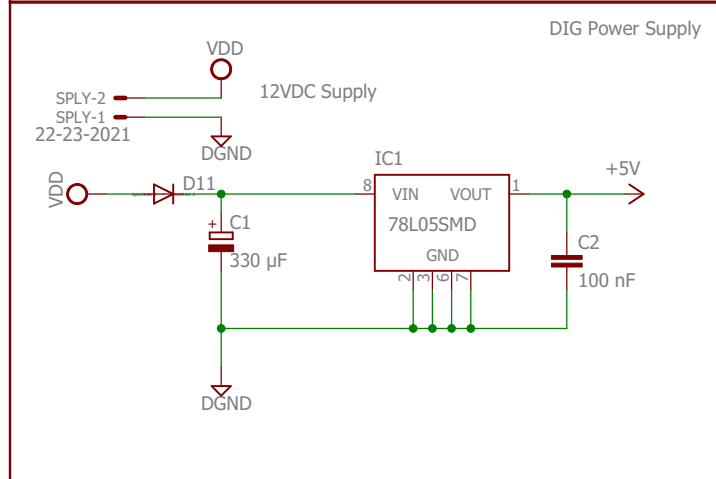 DIG Power Supply
VDD
SPLY-2
12VDC Supply
SPLY-1
22-23-2021
DGND
IC1
+5V
VDD
D11
8
VIN
VOUT
1
+
C1
78L05SMD
330 µF
GND
C2
100 nF
2
3
6
7
DGND